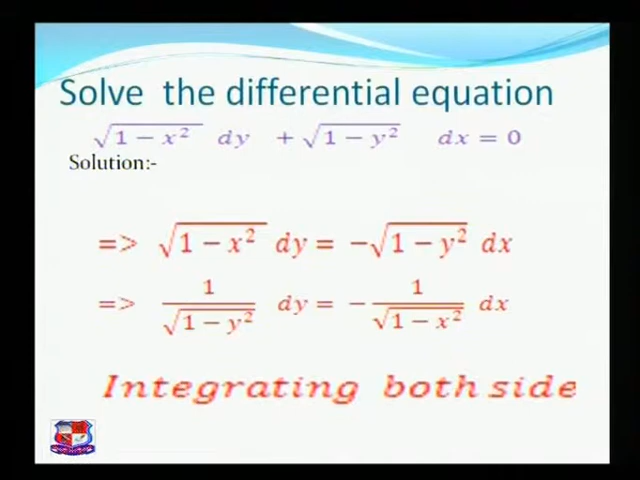 Solve the differential equation
√1 − x² dy + √1 − y² dx = 0
Solution:-
=> √1 − x² dy = −√1 − y² dx
=> 1/√1 − y² dy = − 1/√1 − x² dx
Integrating both side